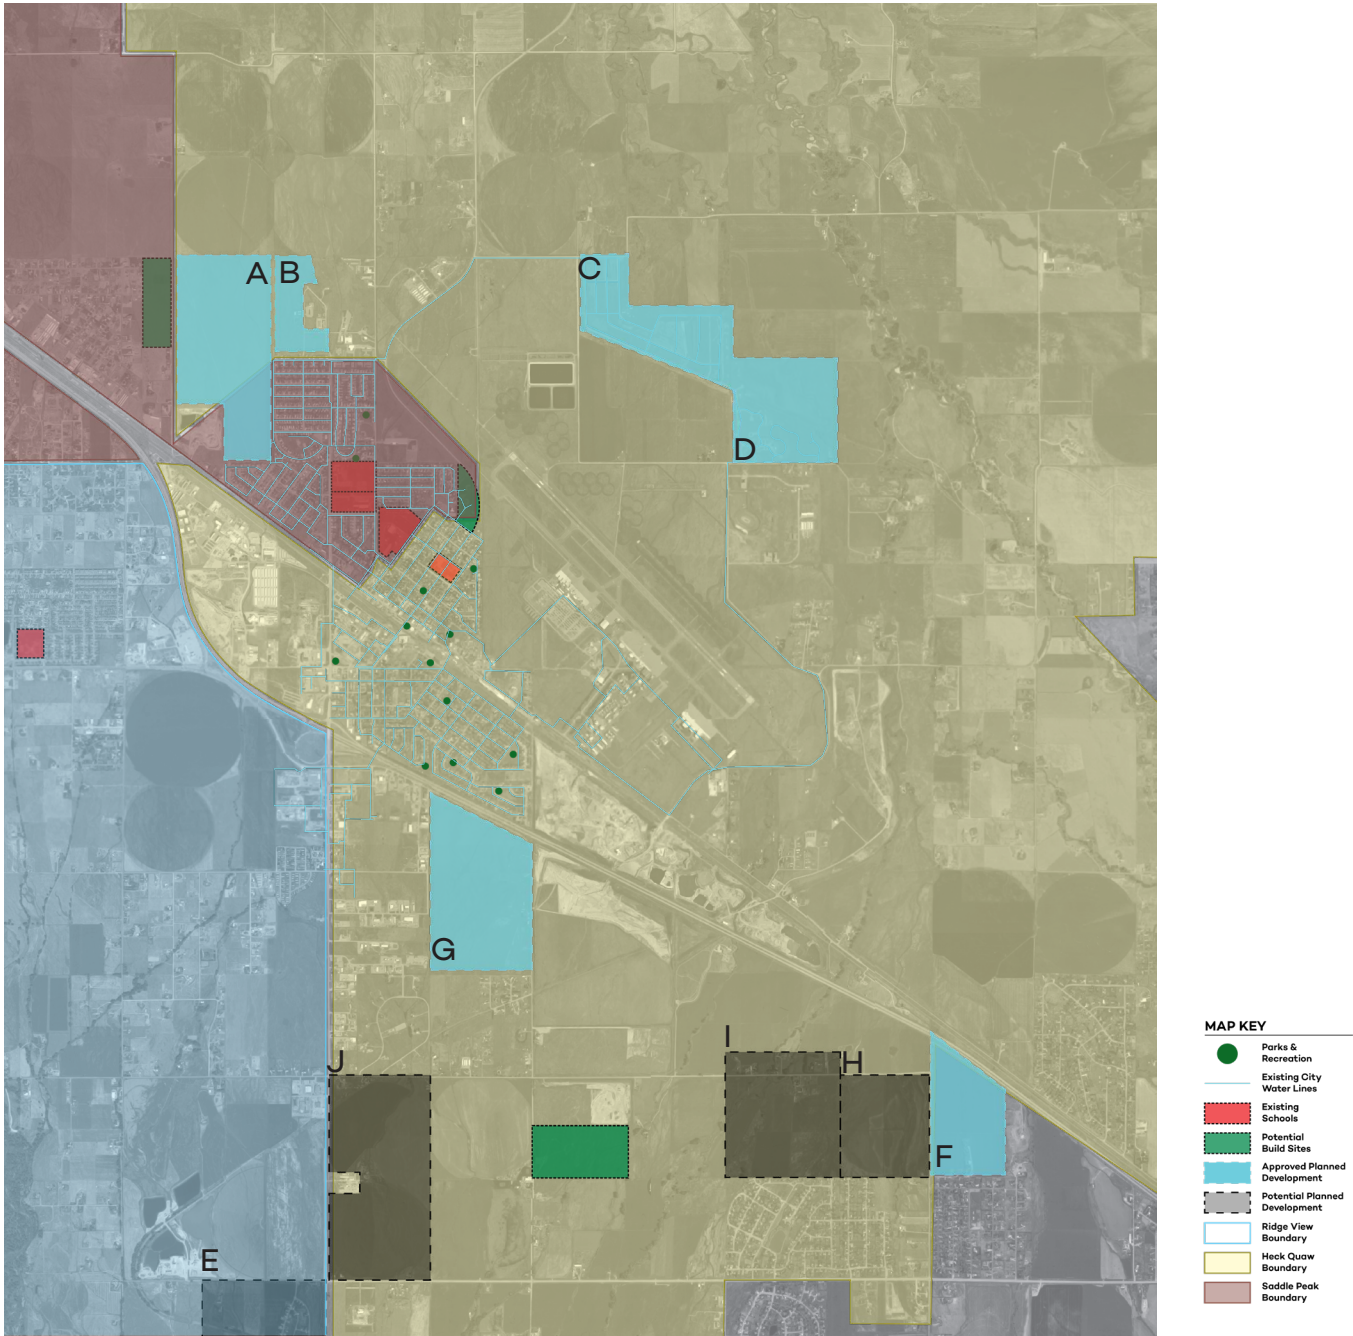 A
B
C
D
G
I
H
J
F
E
MAP KEY
Parks &
Recreation
Existing City
Water Lines
Existing
Schools
Potential
Build Sites
Approved Planned
Development
Potential Planned
Development
Ridge View
Boundary
Heck Quaw
Boundary
Saddle Peak
Boundary